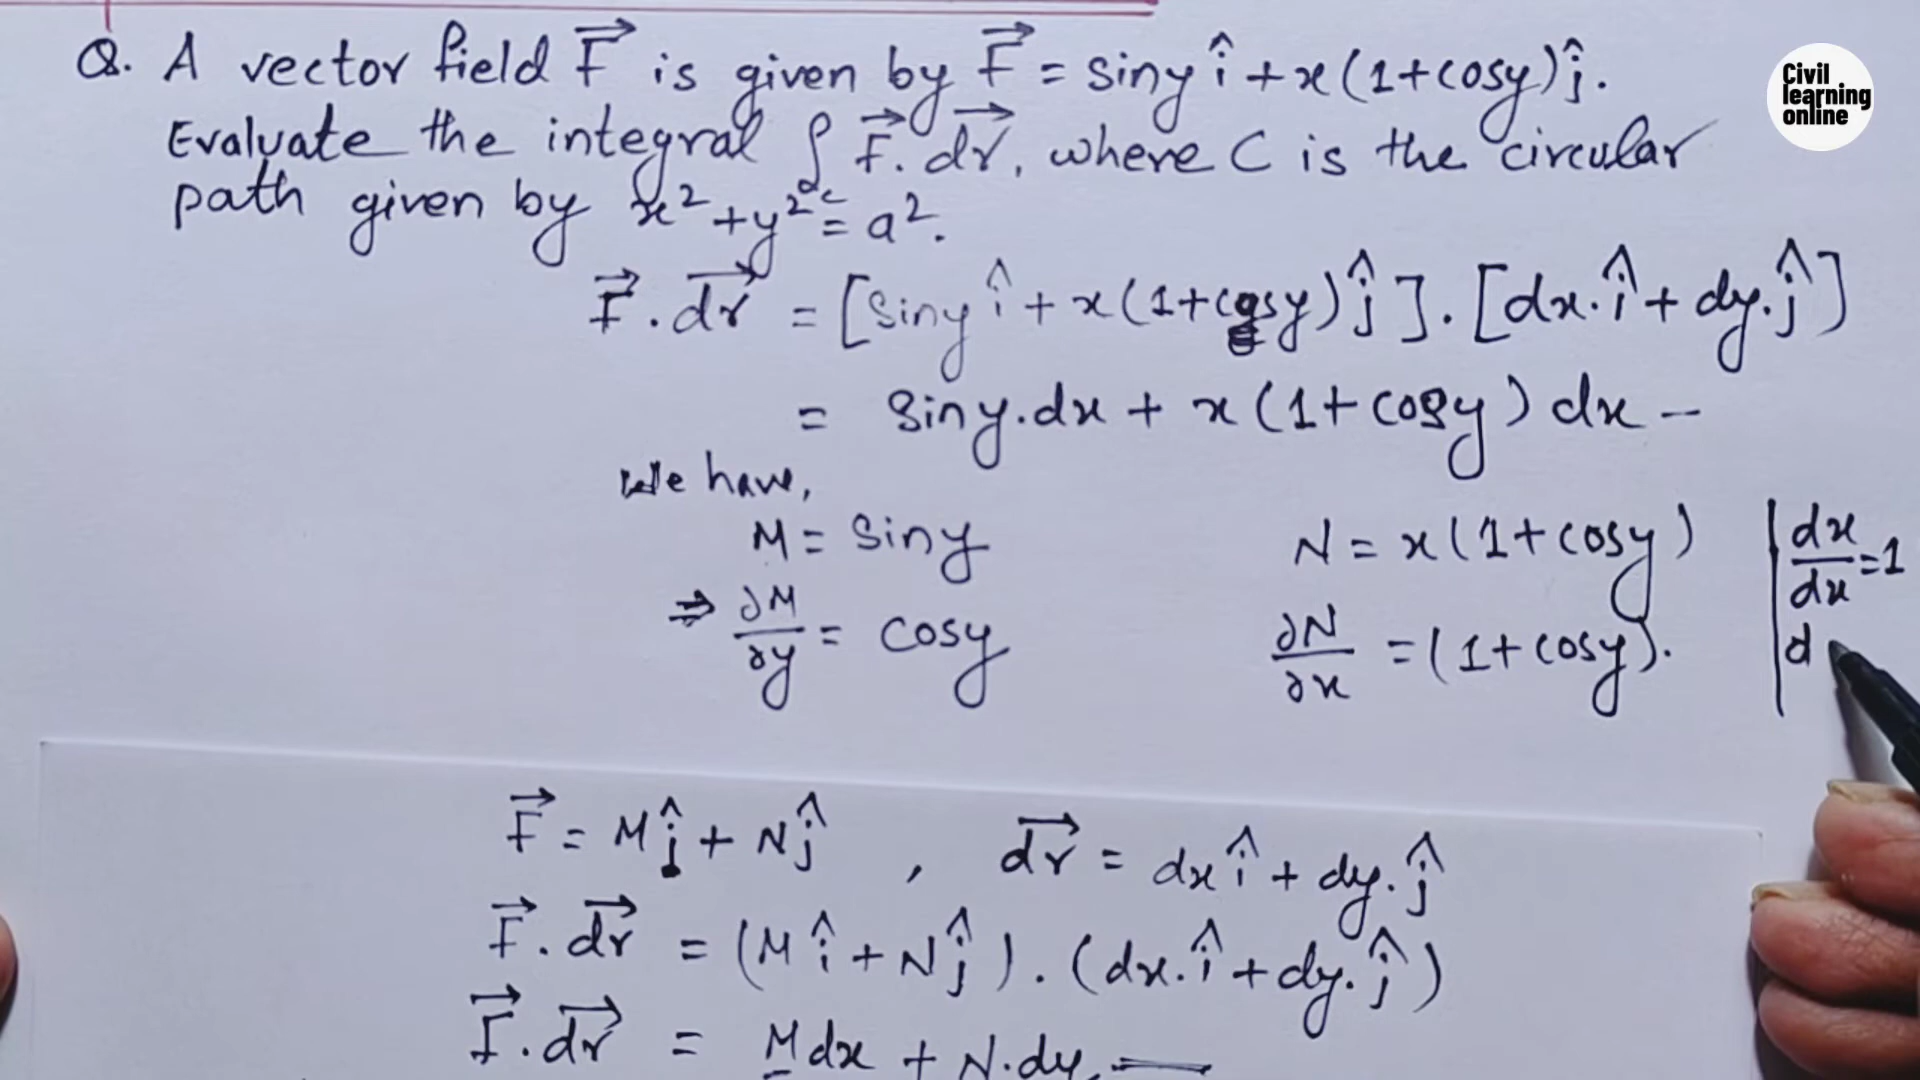 Q. A vector field F⃗ is given by F⃗ = siny î + x(1+cosy)ĵ.
Evaluate the integral ∫c F⃗.dr⃗, where C is the circular
path given by x² + y² = a².
F⃗.dr⃗ = [siny î + x(1+cosy)ĵ].[dx.î + dy.ĵ]
= siny.dx + x(1+cosy)dx –
We have,
M = siny N = x(1+cosy) | dx/dx = 1
⇒ ∂M/∂y = cosy ∂N/∂x = (1+cosy). | d
F⃗ = Mĵ + Nĵ , dr⃗ = dx î + dy.ĵ
F⃗.dr⃗ = (Mî + Nĵ).(dx.î + dy.ĵ)
F⃗.dr⃗ = Mdx + N.dy —
Civil
learning
online